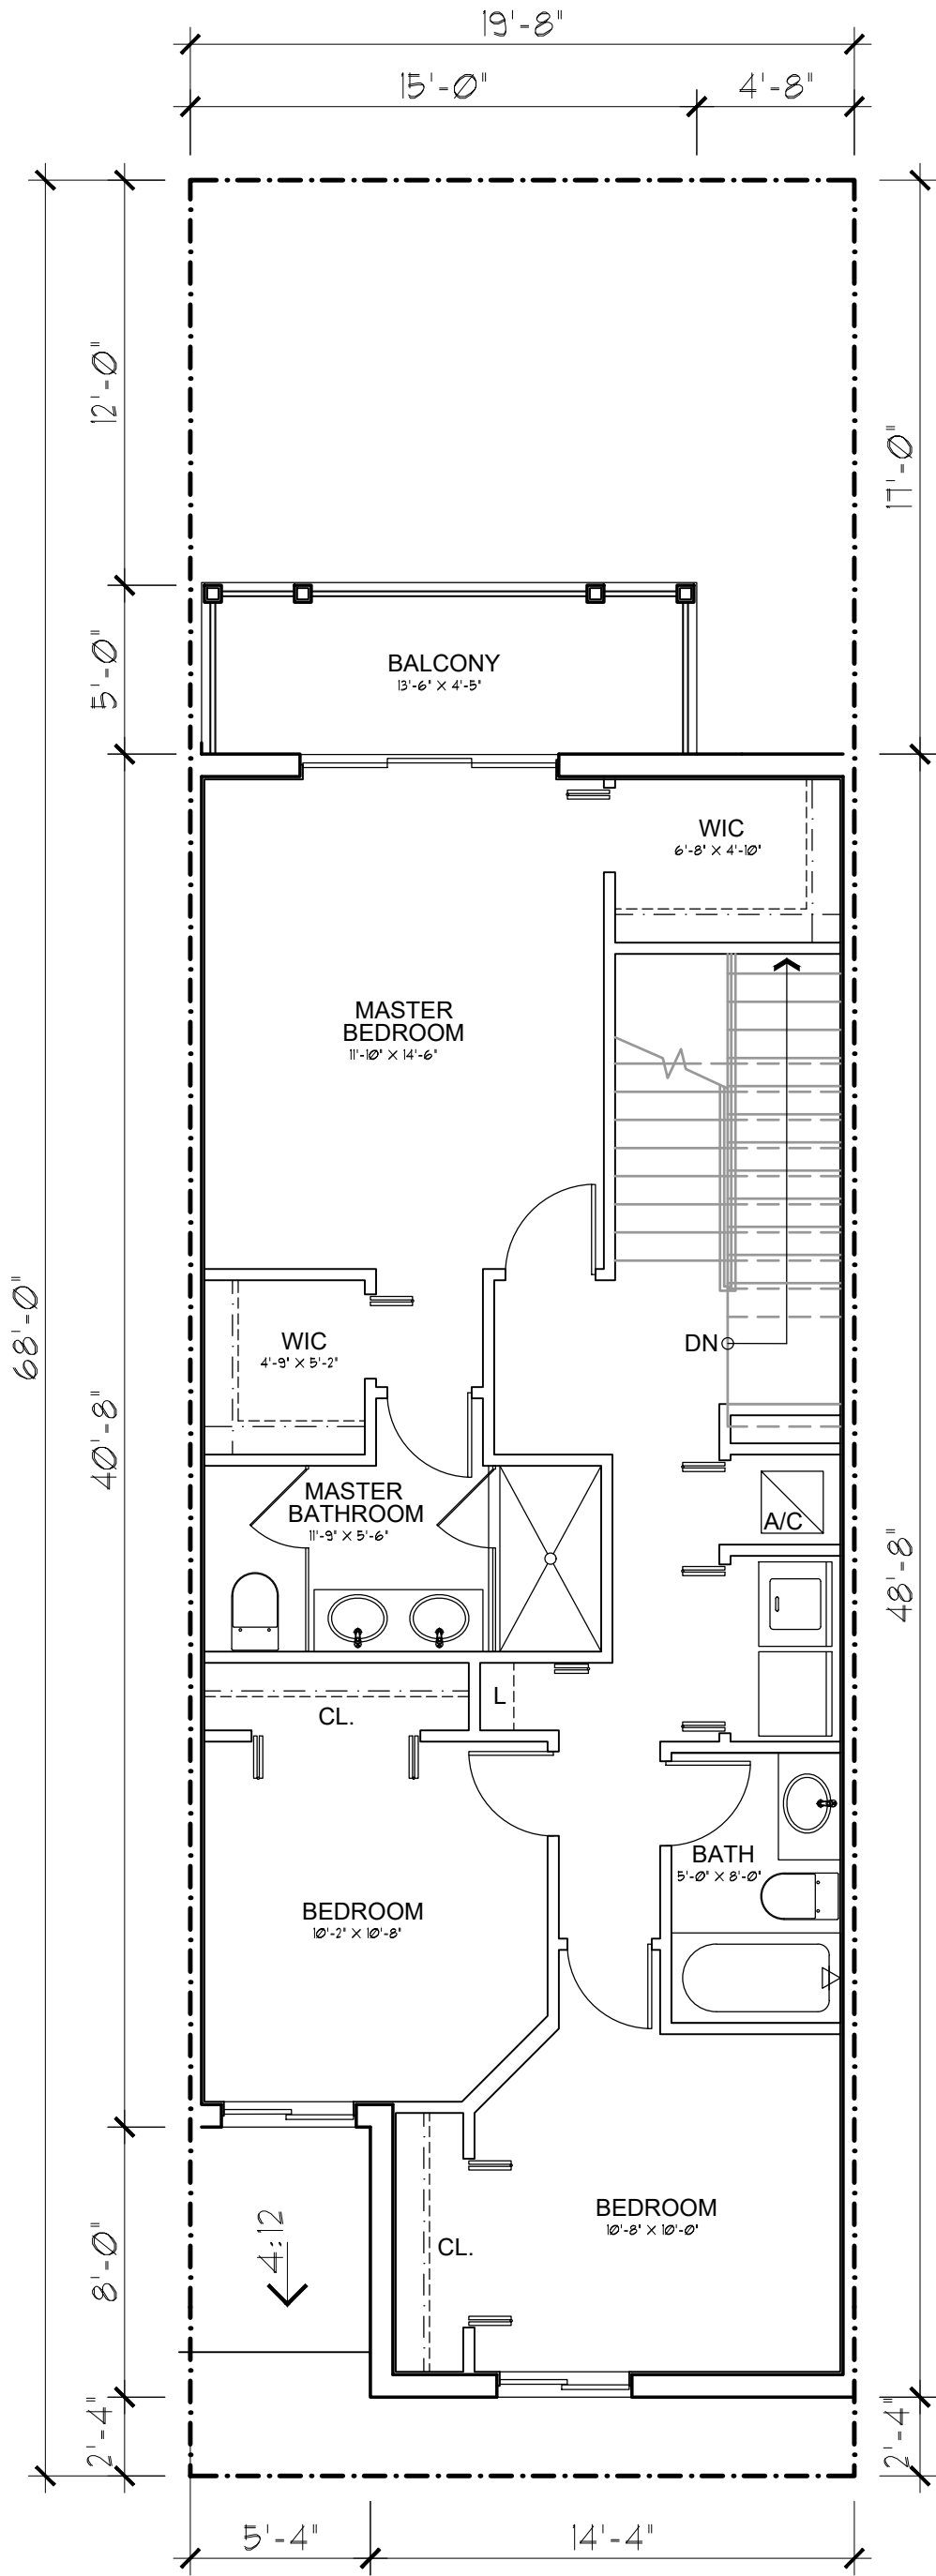 19'-8"
15'-0"
4'-8"
12'-0"
17'-0"
5'-0"
BALCONY
13'-6" X 4'-5"
WIC
6'-8" X 4'-10"
MASTER
BEDROOM
11'-10" X 14'-6"
68'-0"
WIC
4'-9" X 5'-2"
DN
40'-8"
MASTER
BATHROOM
11'-9" X 5'-6"
A/C
48'-8"
L
CL.
BATH
5'-0" X 8'-0"
BEDROOM
10'-2" X 10'-8"
BEDROOM
10'-8" X 10'-0"
CL.
4:12
8'-0"
2'-4"
2'-4"
5'-4"
14'-4"